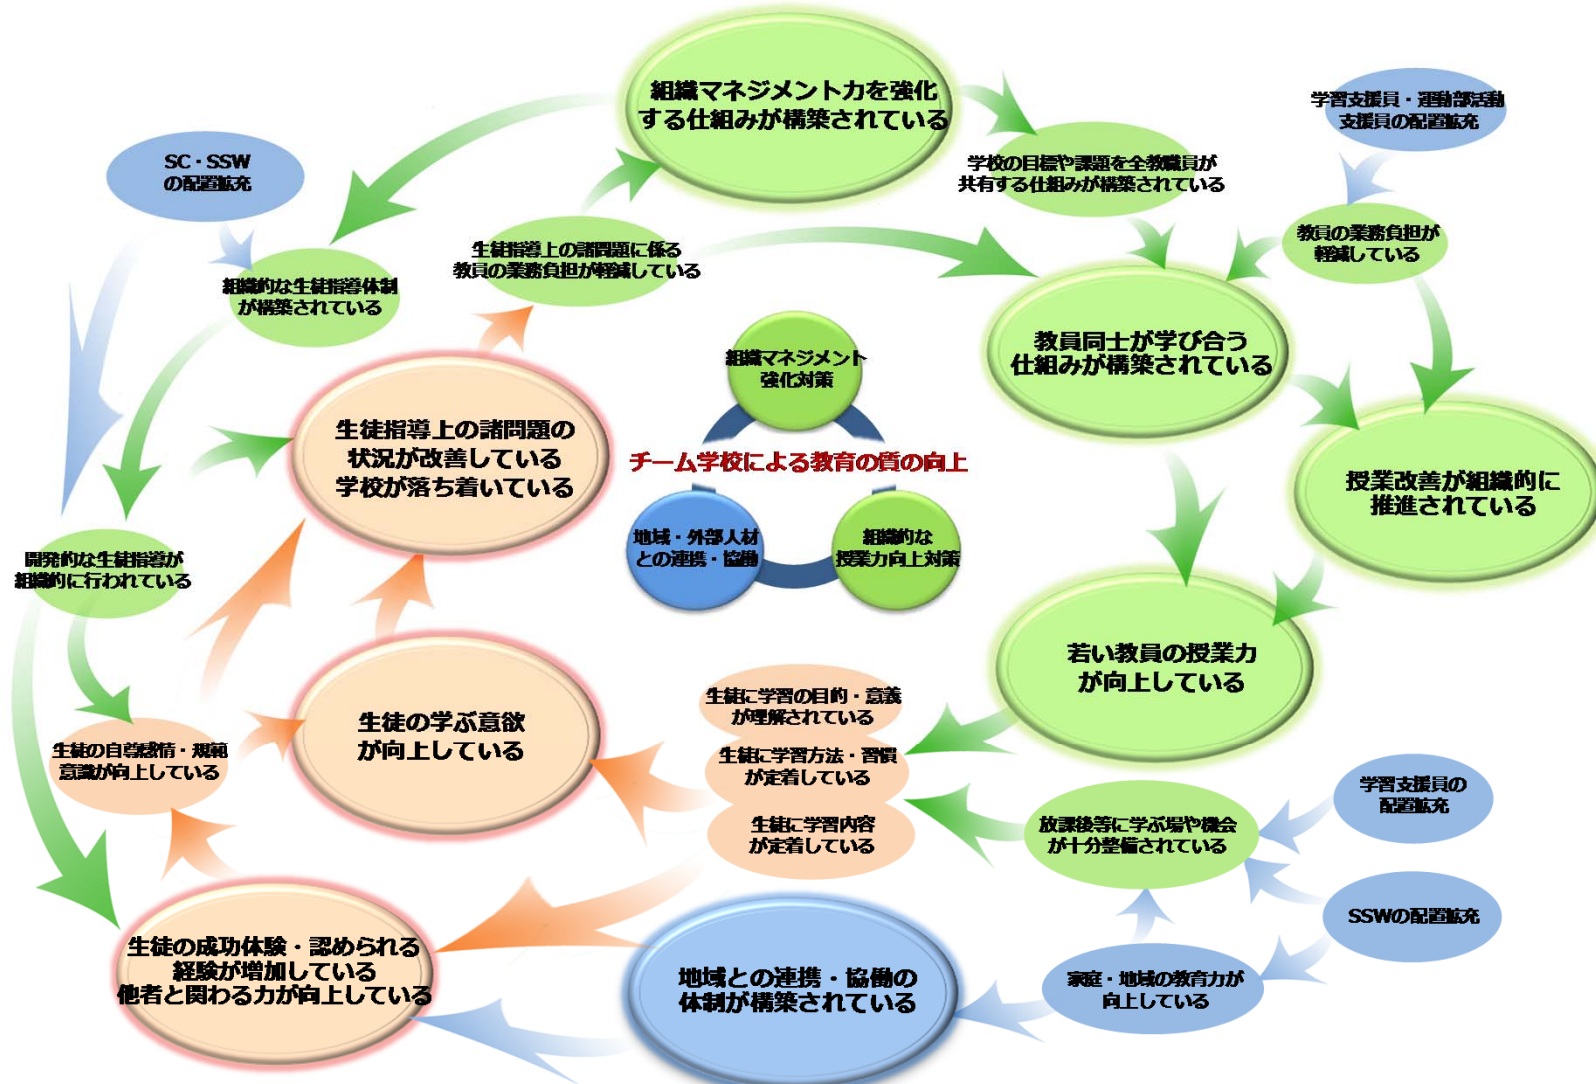 組織マネジメント力を強化
する仕組みが構築されている
学習支援員・運動部活動
支援員の配置拡充
SC・SSW
の配置拡充
学校の目標や課題を全教職員が
共有する仕組みが構築されている
教員の業務負担が
軽減している
生徒指導上の諸問題に係る
教員の業務負担が軽減している
組織的な生徒指導体制
が構築されている
教員同士が学び合う
仕組みが構築されている
組織マネジメント
強化対策
生徒指導上の諸問題の
状況が改善している
学校が落ち着いている
チーム学校による教育の質の向上
授業改善が組織的に
推進されている
地域・外部人材
との連携・協働
組織的な
授業力向上対策
開発的な生徒指導が
組織的に行われている
若い教員の授業力
が向上している
生徒に学習の目的・意義
が理解されている
生徒の学ぶ意欲
が向上している
生徒の自尊感情・規範
意識が向上している
生徒に学習方法・習慣
が定着している
学習支援員の
配置拡充
生徒に学習内容
が定着している
放課後等に学ぶ場や機会
が十分整備されている
SSWの配置拡充
生徒の成功体験・認められる
経験が増加している
他者と関わる力が向上している
地域との連携・協働の
体制が構築されている
家庭・地域の教育力が
向上している